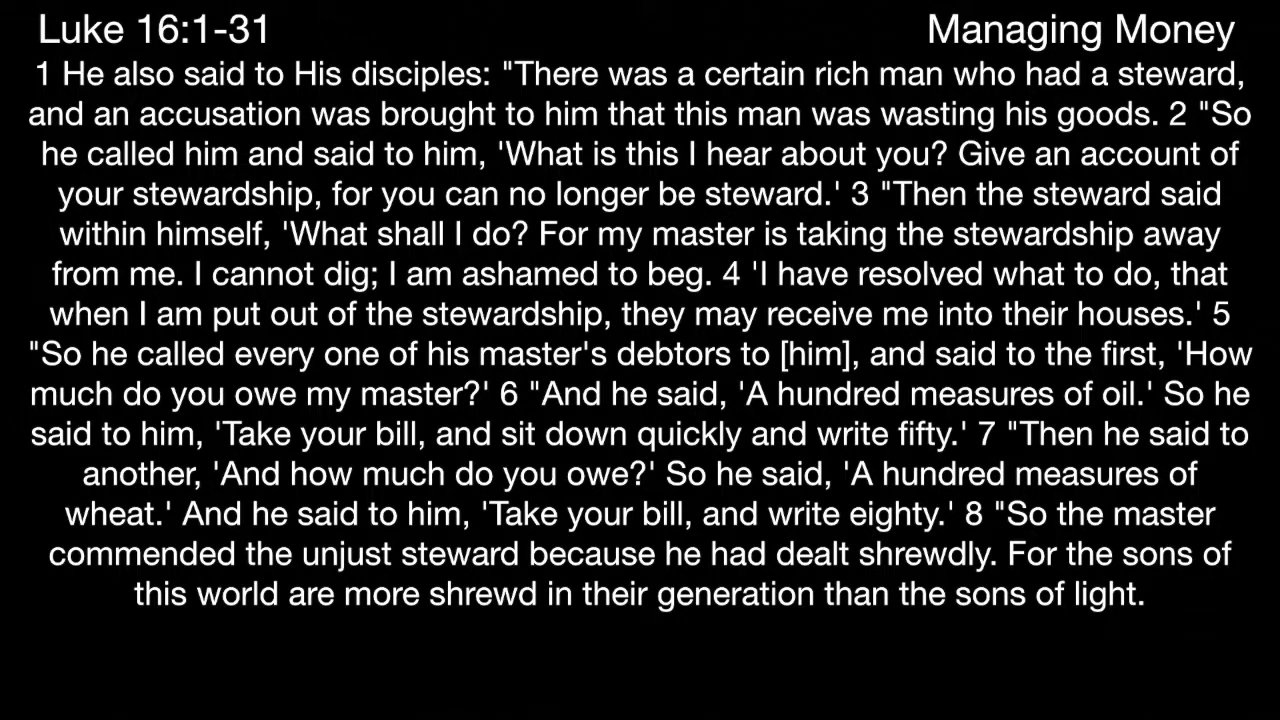 Luke 16:1-31 Managing Money
1 He also said to His disciples: "There was a certain rich man who had a steward,
and an accusation was brought to him that this man was wasting his goods. 2 "So
he called him and said to him, 'What is this I hear about you? Give an account of
your stewardship, for you can no longer be steward.' 3 "Then the steward said
within himself, 'What shall I do? For my master is taking the stewardship away
from me. I cannot dig; I am ashamed to beg. 4 'I have resolved what to do, that
when I am put out of the stewardship, they may receive me into their houses.' 5
"So he called every one of his master's debtors to [him], and said to the first, 'How
much do you owe my master?' 6 "And he said, 'A hundred measures of oil.' So he
said to him, 'Take your bill, and sit down quickly and write fifty.' 7 "Then he said to
another, 'And how much do you owe?' So he said, 'A hundred measures of
wheat.' And he said to him, 'Take your bill, and write eighty.' 8 "So the master
commended the unjust steward because he had dealt shrewdly. For the sons of
this world are more shrewd in their generation than the sons of light.